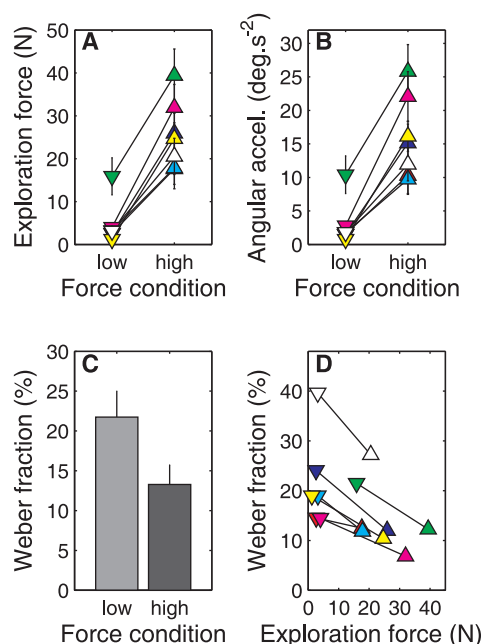 A
Exploration force (N)
50
40
30
20
10
0
low high
Force condition
B
Angular accel. (deg.s-2)
30
25
20
15
10
5
0
low high
Force condition
C
Weber fraction (%)
30
25
20
15
10
5
0
low high
Force condition
D
Weber fraction (%)
40
30
20
10
0
0 10 20 30 40
Exploration force (N)